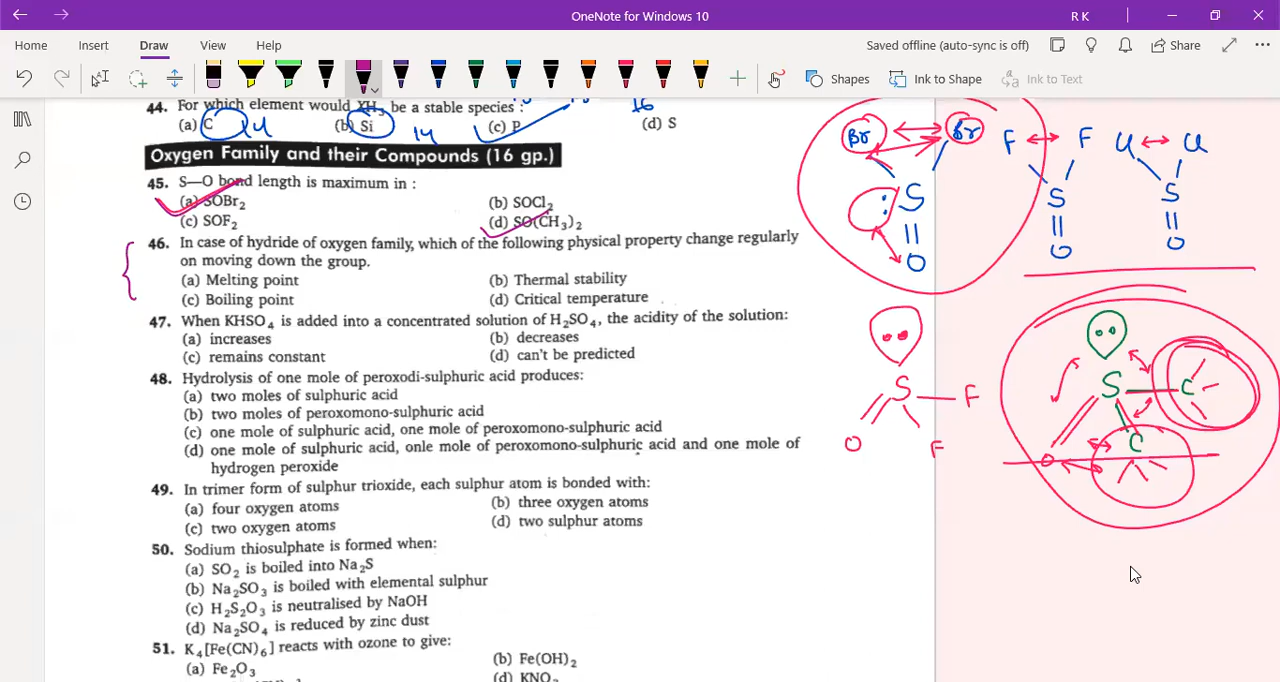 OneNote for Windows 10
R K
Home Insert Draw View Help
Saved offline (auto-sync is off)
Share
Shapes
Ink to Shape
Ink to Text
44. For which element would XH3 be a stable species :
16
(a) C 14 (b) Si 14 (c) P (d) S
Oxygen Family and their Compounds (16 gp.)
45. S—O bond length is maximum in :
(a) SOBr2 (b) SOCl2
(c) SOF2 (d) SO(CH3)2
46. In case of hydride of oxygen family, which of the following physical property change regularly
on moving down the group.
(a) Melting point (b) Thermal stability
(c) Boiling point (d) Critical temperature
47. When KHSO4 is added into a concentrated solution of H2SO4, the acidity of the solution:
(a) increases (b) decreases
(c) remains constant (d) can't be predicted
48. Hydrolysis of one mole of peroxodi-sulphuric acid produces:
(a) two moles of sulphuric acid
(b) two moles of peroxomono-sulphuric acid
(c) one mole of sulphuric acid, one mole of peroxomono-sulphuric acid
(d) one mole of sulphuric acid, onle mole of peroxomono-sulphuric acid and one mole of
hydrogen peroxide
49. In trimer form of sulphur trioxide, each sulphur atom is bonded with:
(a) four oxygen atoms (b) three oxygen atoms
(c) two oxygen atoms (d) two sulphur atoms
50. Sodium thiosulphate is formed when:
(a) SO2 is boiled into Na2S
(b) Na2SO3 is boiled with elemental sulphur
(c) H2S2O3 is neutralised by NaOH
(d) Na2SO4 is reduced by zinc dust
51. K4[Fe(CN)6] reacts with ozone to give:
(a) Fe2O3 (b) Fe(OH)2
(d) KNO
Br Br F F Cl Cl
S S S
O O O
S F
O F
S C
O C